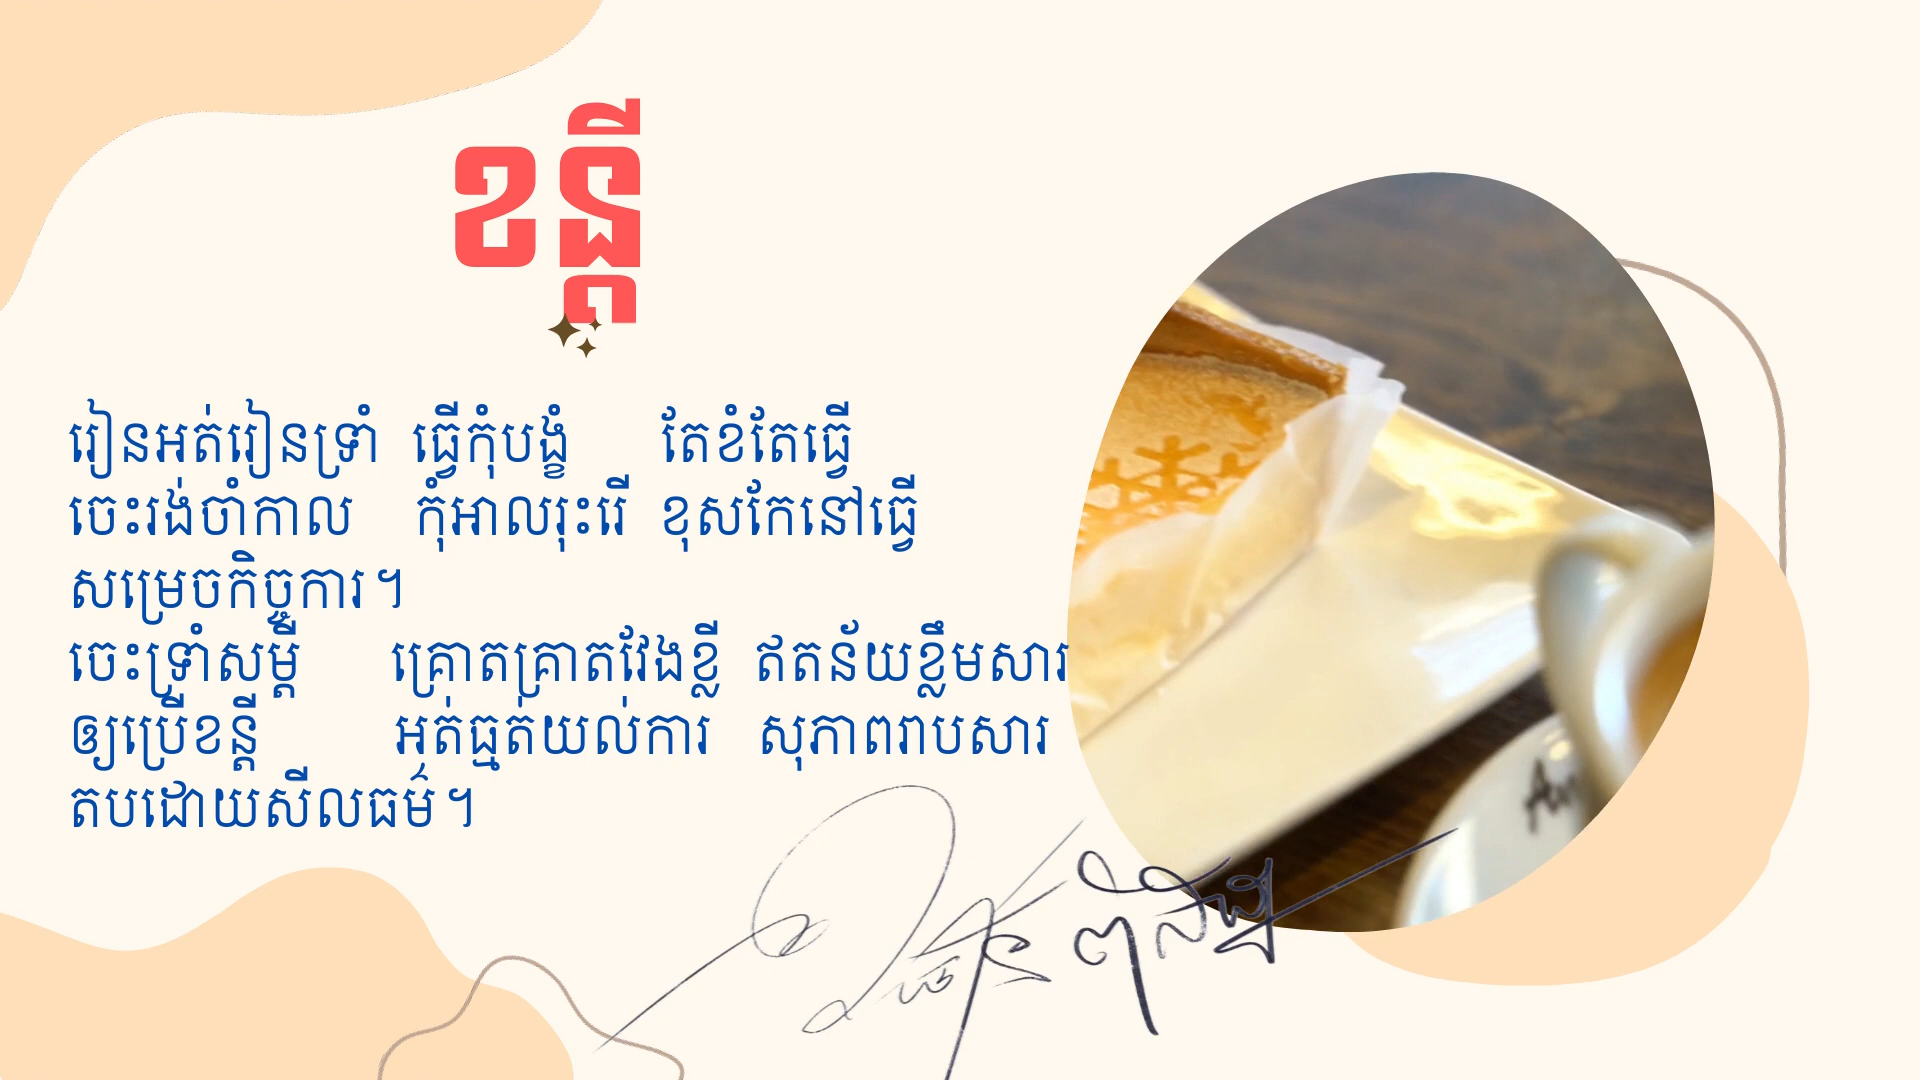 ខន្តី
រៀនអត់រៀនទ្រាំ ធ្វើកុំបង្ខំ តែខំតែធ្វើ
ចេះរង់ចាំកាល កុំអាលរុះរើ ខុសកែនៅធ្វើ
សម្រេចកិច្ចការ។
ចេះទ្រាំសម្តី គ្រោតគ្រាតវែងខ្លី ឥតន័យខ្លឹមសារ
ឲ្យប្រើខន្តី អត់ធ្មត់យល់ការ សុភាពរាបសារ
តបដោយសីលធម៌។